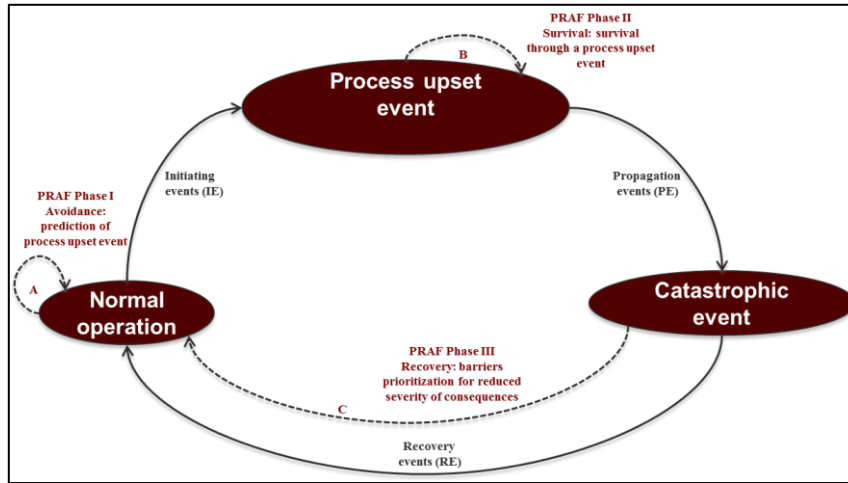 PRAF Phase II
Survival: survival
through a process upset
event
B
Process upset
event
Initiating
events (IE)
Propagation
events (PE)
PRAF Phase I
Avoidance:
prediction of
process upset event
A
Normal
operation
Catastrophic
event
PRAF Phase III
Recovery: barriers
prioritization for reduced
severity of consequences
C
Recovery
events (RE)